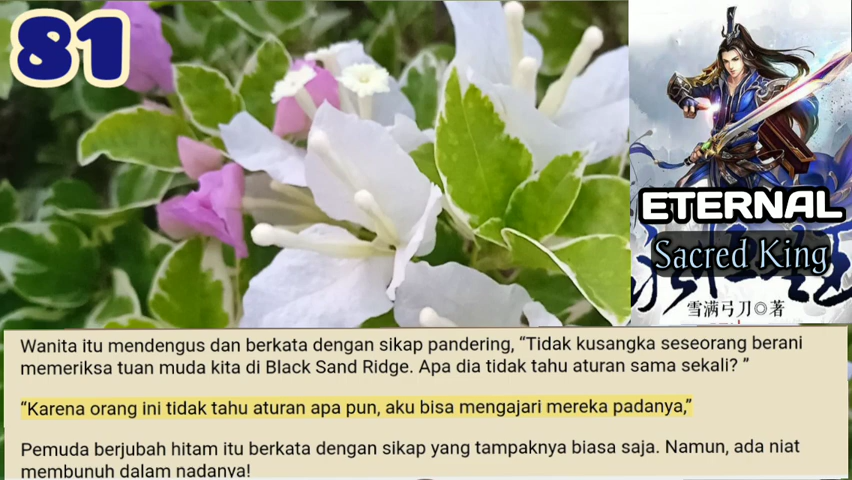 81
ETERNAL
Sacred King
雪满弓刀◎著
Wanita itu mendengus dan berkata dengan sikap pandering, “Tidak kusangka seseorang berani
memeriksa tuan muda kita di Black Sand Ridge. Apa dia tidak tahu aturan sama sekali? ”
“Karena orang ini tidak tahu aturan apa pun, aku bisa mengajari mereka padanya,”
Pemuda berjubah hitam itu berkata dengan sikap yang tampaknya biasa saja. Namun, ada niat
membunuh dalam nadanya!